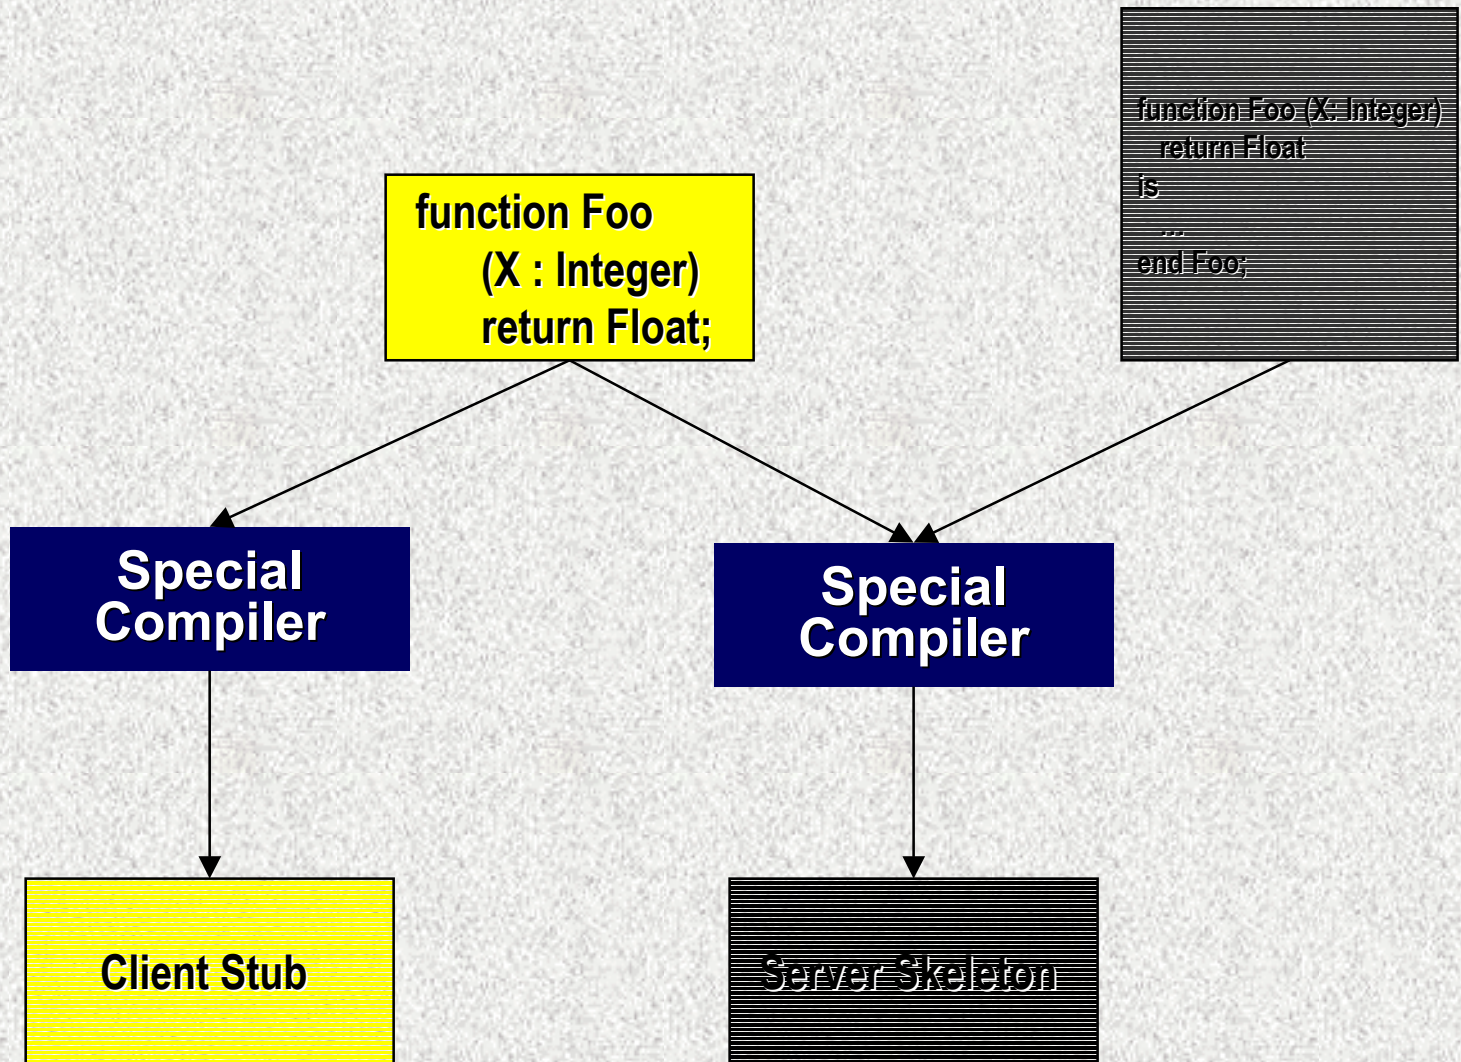 function Foo
(X : Integer)
return Float;
function Foo (X: Integer)
return Float
is
...
end Foo;
Special
Compiler
Special
Compiler
Client Stub
Server Skeleton